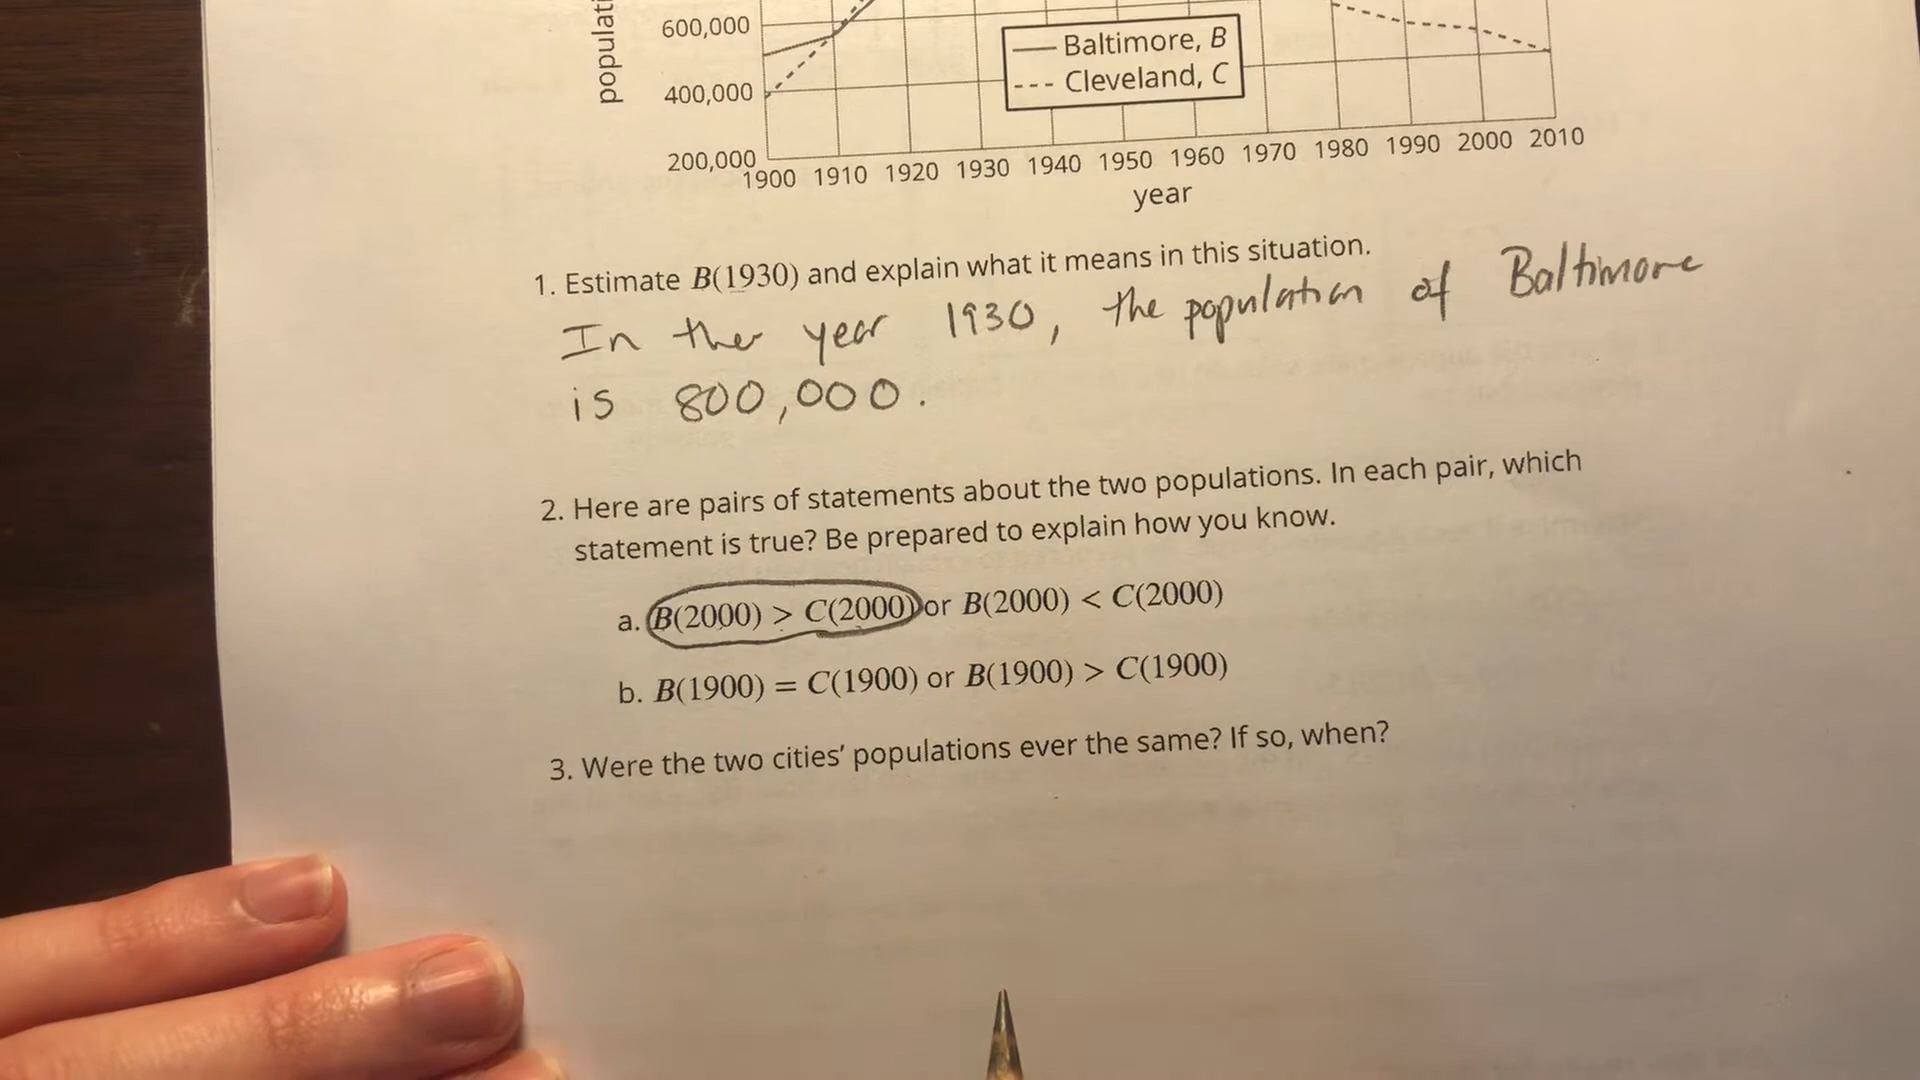 populati
600,000
400,000
200,000
Baltimore, B
Cleveland, C
1900 1910 1920 1930 1940 1950 1960 1970 1980 1990 2000 2010
year
1. Estimate B(1930) and explain what it means in this situation.
In the year 1930, the population of Baltimore
is 800,000.
2. Here are pairs of statements about the two populations. In each pair, which
statement is true? Be prepared to explain how you know.
a. B(2000) > C(2000) or B(2000) < C(2000)
b. B(1900) = C(1900) or B(1900) > C(1900)
3. Were the two cities’ populations ever the same? If so, when?